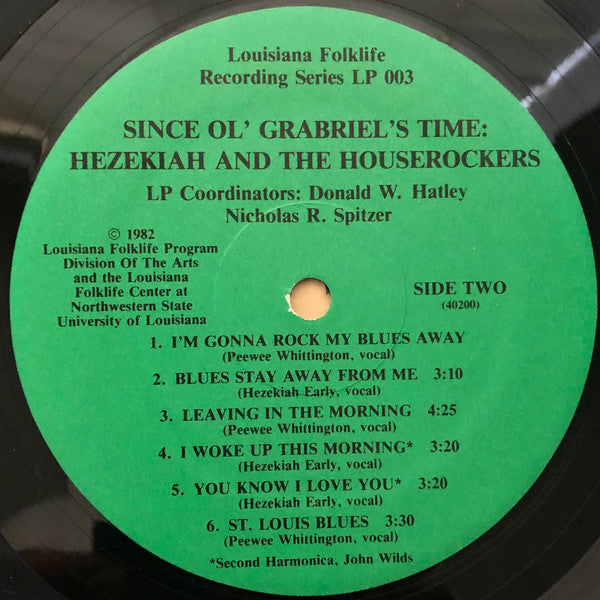 Louisiana Folklife
Recording Series LP 003
SINCE OL' GRABRIEL'S TIME:
HEZEKIAH AND THE HOUSEROCKERS
LP Coordinators: Donald W. Hatley
Nicholas R. Spitzer
© 1982
Louisiana Folklife Program
Division Of The Arts
and the Louisiana
Folklife Center at
Northwestern State
University of Louisiana
SIDE TWO
(40200)
1. I'M GONNA ROCK MY BLUES AWAY
(Peewee Whittington, vocal)
2. BLUES STAY AWAY FROM ME 3:10
(Hezekiah Early, vocal)
3. LEAVING IN THE MORNING 4:25
(Peewee Whittington, vocal)
4. I WOKE UP THIS MORNING* 3:20
(Hezekiah Early, vocal)
5. YOU KNOW I LOVE YOU* 3:20
(Hezekiah Early, vocal)
6. ST. LOUIS BLUES 3:30
(Peewee Whittington, vocal)
*Second Harmonica, John Wilds